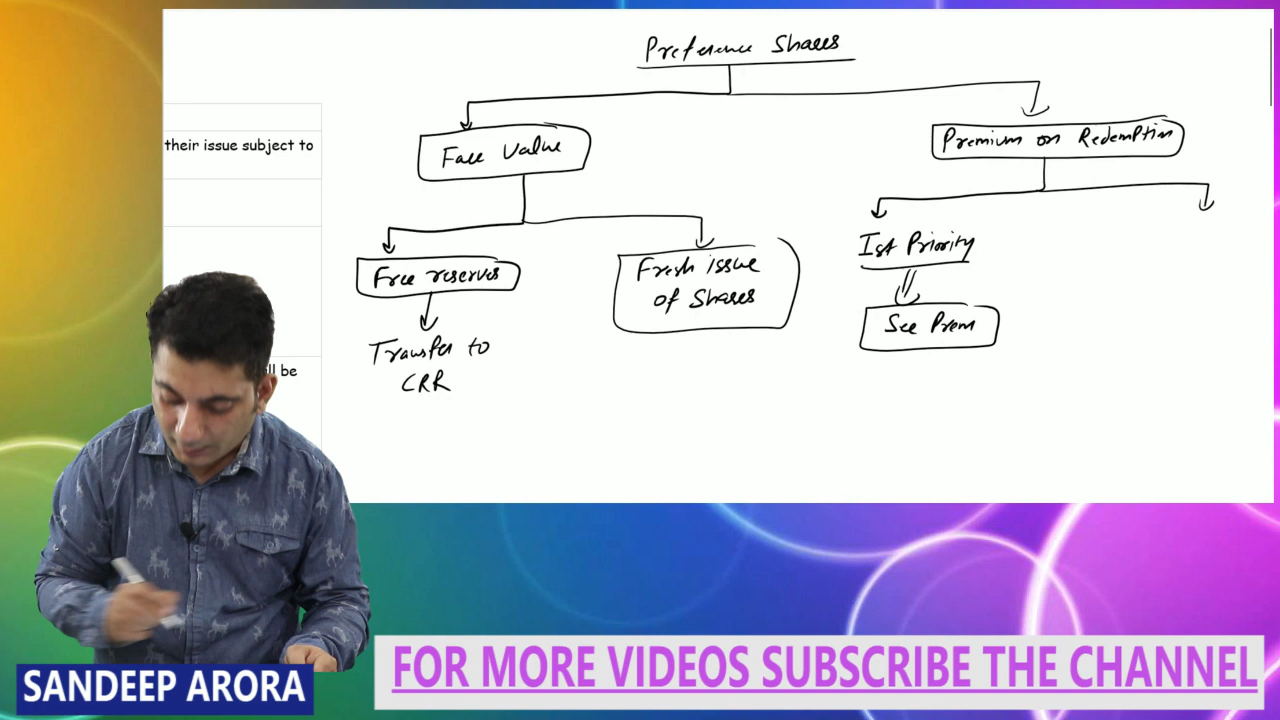 Preference Shares
their issue subject to
Face Value
Premium on Redemption
Free reserves
Fresh issue
of Shares
Ist Priority
Sec Prem
Transfer to
CRR
ll be
SANDEEP ARORA
FOR MORE VIDEOS SUBSCRIBE THE CHANNEL